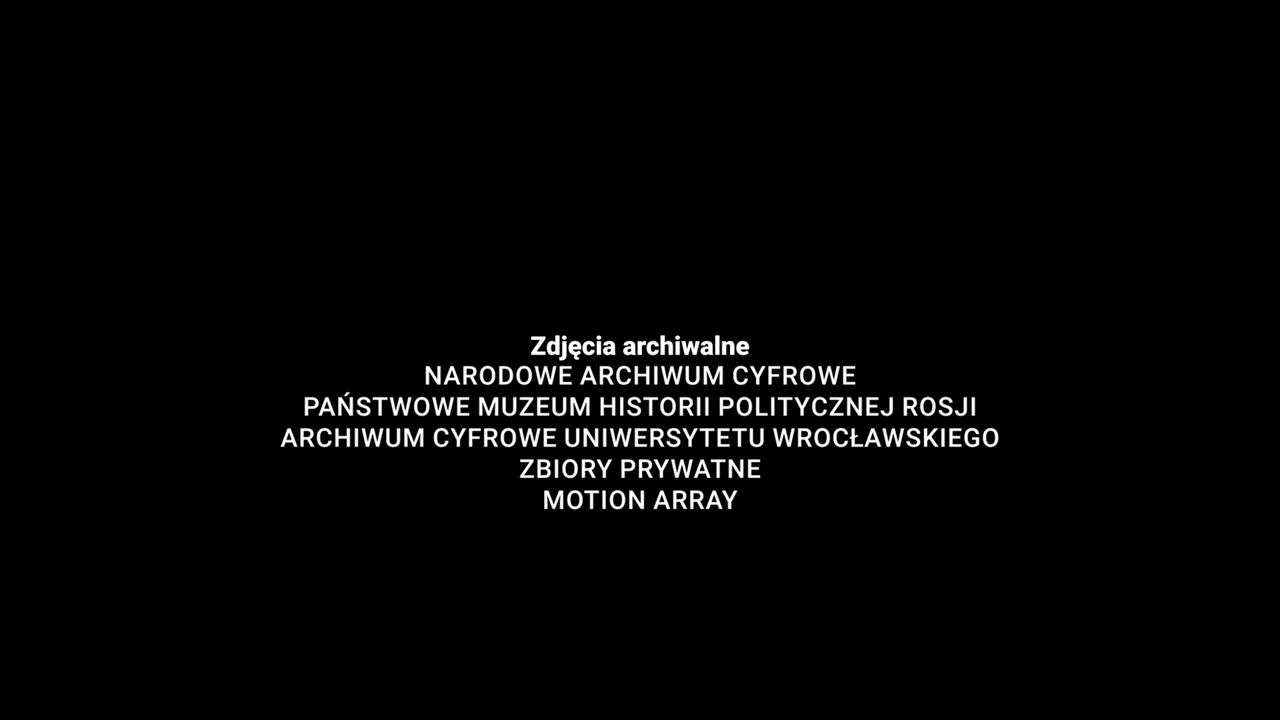 Zdjęcia archiwalne
NARODOWE ARCHIWUM CYFROWE
PAŃSTWOWE MUZEUM HISTORII POLITYCZNEJ ROSJI
ARCHIWUM CYFROWE UNIWERSYTETU WROCŁAWSKIEGO
ZBIORY PRYWATNE
MOTION ARRAY